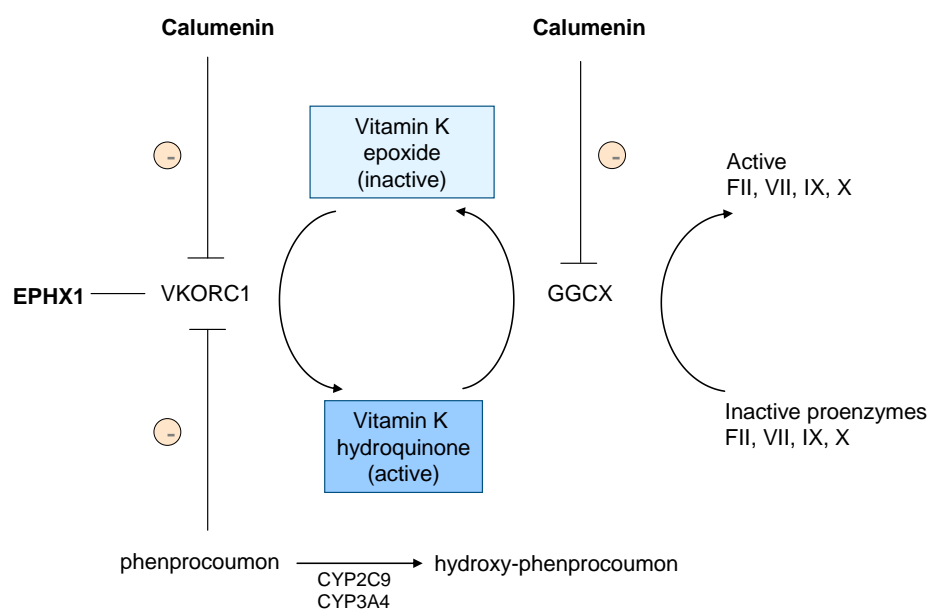 Calumenin
Calumenin
Vitamin K
epoxide
(inactive)
-
-
Active
FII, VII, IX, X
EPHX1
VKORC1
GGCX
Vitamin K
hydroquinone
(active)
-
Inactive proenzymes
FII, VII, IX, X
phenprocoumon
hydroxy-phenprocoumon
CYP2C9
CYP3A4